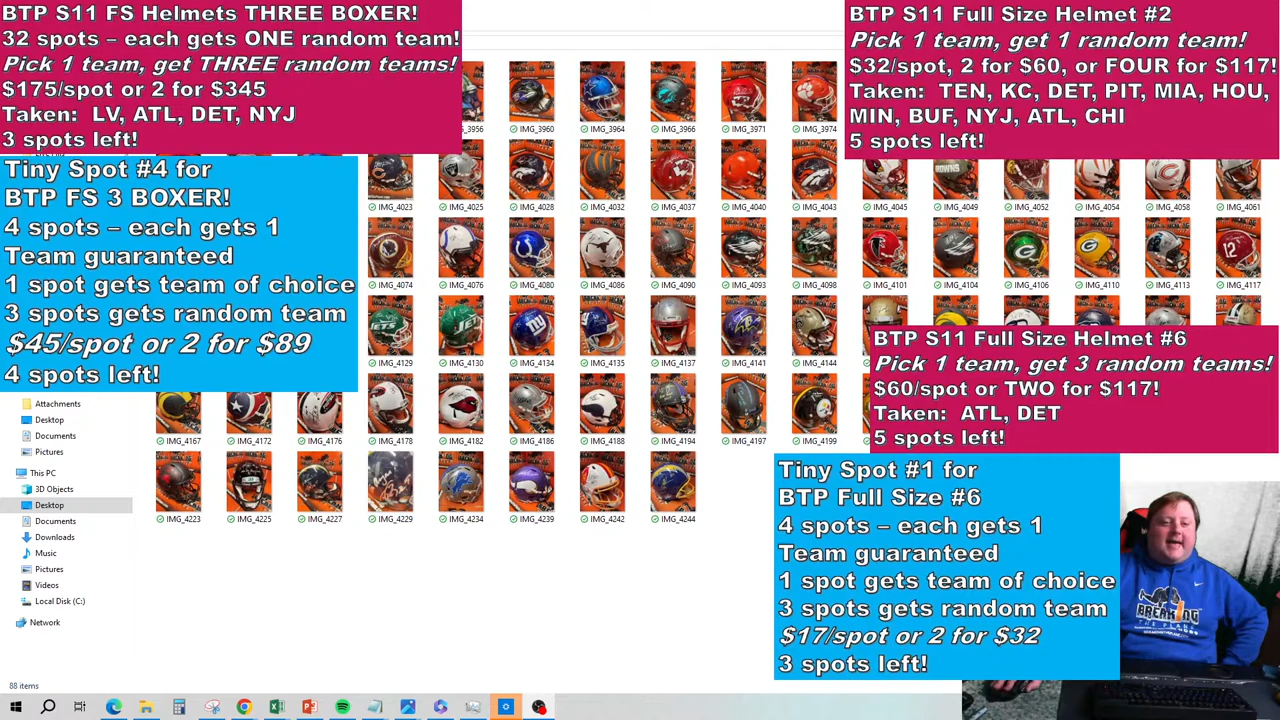 BTP S11 FS Helmets THREE BOXER!
32 spots – each gets ONE random team!
Pick 1 team, get THREE random teams!
$175/spot or 2 for $345
Taken: LV, ATL, DET, NYJ
3 spots left!
BTP S11 Full Size Helmet #2
Pick 1 team, get 1 random team!
$32/spot, 2 for $60, or FOUR for $117!
Taken: TEN, KC, DET, PIT, MIA, HOU,
MIN, BUF, NYJ, ATL, CHI
5 spots left!
3956 IMG_3960 IMG_3964 IMG_3966 IMG_3971 IMG_3974
Tiny Spot #4 for
BTP FS 3 BOXER!
4 spots – each gets 1
Team guaranteed
1 spot gets team of choice
3 spots gets random team
$45/spot or 2 for $89
4 spots left!
IMG_4023 IMG_4025 IMG_4028 IMG_4032 IMG_4037 IMG_4040 IMG_4043 IMG_4045 IMG_4049 IMG_4052 IMG_4054 IMG_4058 IMG_4061
IMG_4074 IMG_4076 IMG_4080 IMG_4086 IMG_4090 IMG_4093 IMG_4098 IMG_4101 IMG_4104 IMG_4106 IMG_4110 IMG_4113 IMG_4117
IMG_4129 IMG_4130 IMG_4134 IMG_4135 IMG_4137 IMG_4141 IMG_4144
BTP S11 Full Size Helmet #6
Pick 1 team, get 3 random teams!
$60/spot or TWO for $117!
Taken: ATL, DET
5 spots left!
IMG_4167 IMG_4172 IMG_4176 IMG_4178 IMG_4182 IMG_4186 IMG_4188 IMG_4194 IMG_4197 IMG_4199
IMG_4223 IMG_4225 IMG_4227 IMG_4229 IMG_4234 IMG_4239 IMG_4242 IMG_4244
Attachments
Desktop
Documents
Pictures
This PC
3D Objects
Desktop
Documents
Downloads
Music
Pictures
Videos
Local Disk (C:)
Network
Tiny Spot #1 for
BTP Full Size #6
4 spots – each gets 1
Team guaranteed
1 spot gets team of choice
3 spots gets random team
$17/spot or 2 for $32
3 spots left!
BREAKING
THE PLANE
88 items